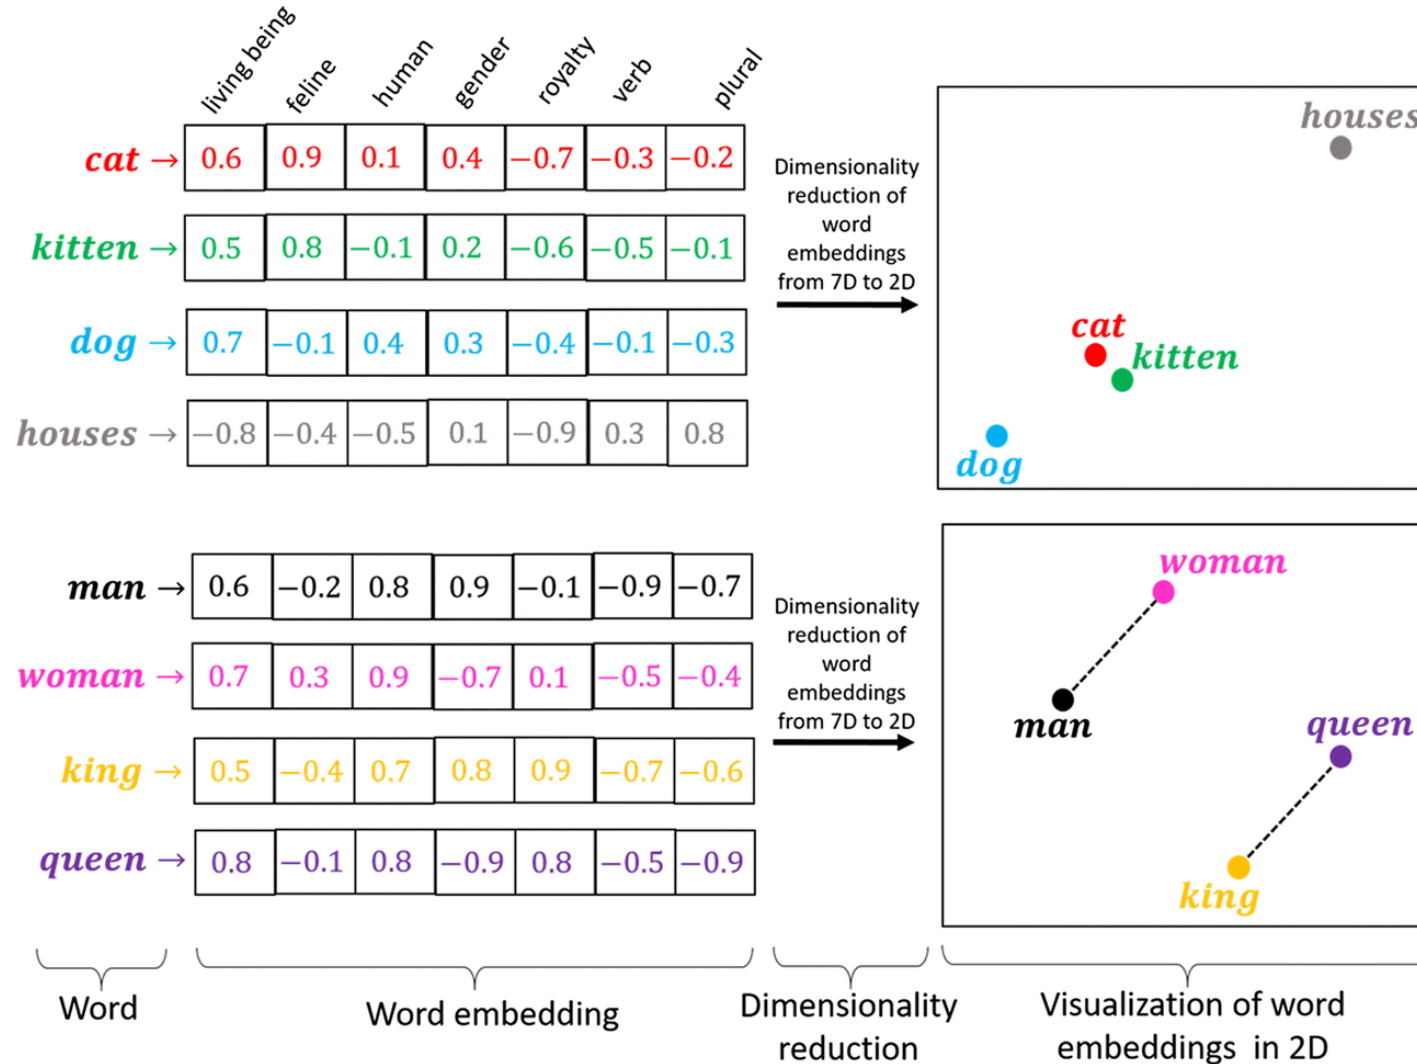 living being feline human gender royalty verb plural
cat → 0.6 0.9 0.1 0.4 −0.7 −0.3 −0.2
kitten → 0.5 0.8 −0.1 0.2 −0.6 −0.5 −0.1
dog → 0.7 −0.1 0.4 0.3 −0.4 −0.1 −0.3
houses → −0.8 −0.4 −0.5 0.1 −0.9 0.3 0.8
Dimensionality
reduction of
word
embeddings
from 7D to 2D
houses
cat
kitten
dog
man → 0.6 −0.2 0.8 0.9 −0.1 −0.9 −0.7
woman → 0.7 0.3 0.9 −0.7 0.1 −0.5 −0.4
king → 0.5 −0.4 0.7 0.8 0.9 −0.7 −0.6
queen → 0.8 −0.1 0.8 −0.9 0.8 −0.5 −0.9
Dimensionality
reduction of
word
embeddings
from 7D to 2D
woman
man
queen
king
Word
Word embedding
Dimensionality
reduction
Visualization of word
embeddings in 2D